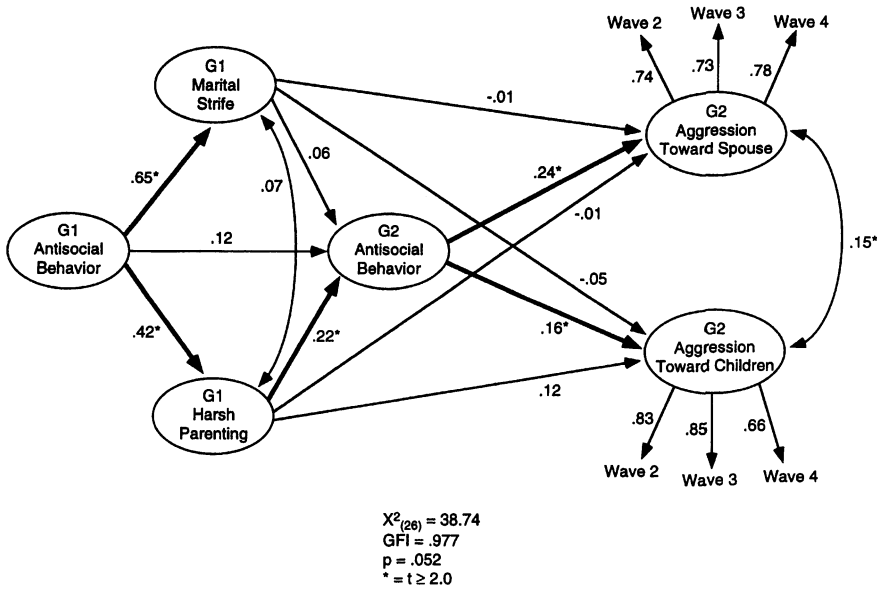 Wave 2
Wave 3
Wave 4
.74
.73
.78
G1
Marital
Strife
G2
Aggression
Toward Spouse
-.01
.06
.65*
.07
.24*
-.01
G1
Antisocial
Behavior
.12
G2
Antisocial
Behavior
.15*
-.05
.42*
.22*
.16*
G2
Aggression
Toward Children
G1
Harsh
Parenting
.12
.83
.85
.66
Wave 2
Wave 3
Wave 4
X²(26) = 38.74
GFI = .977
p = .052
* = t ≥ 2.0